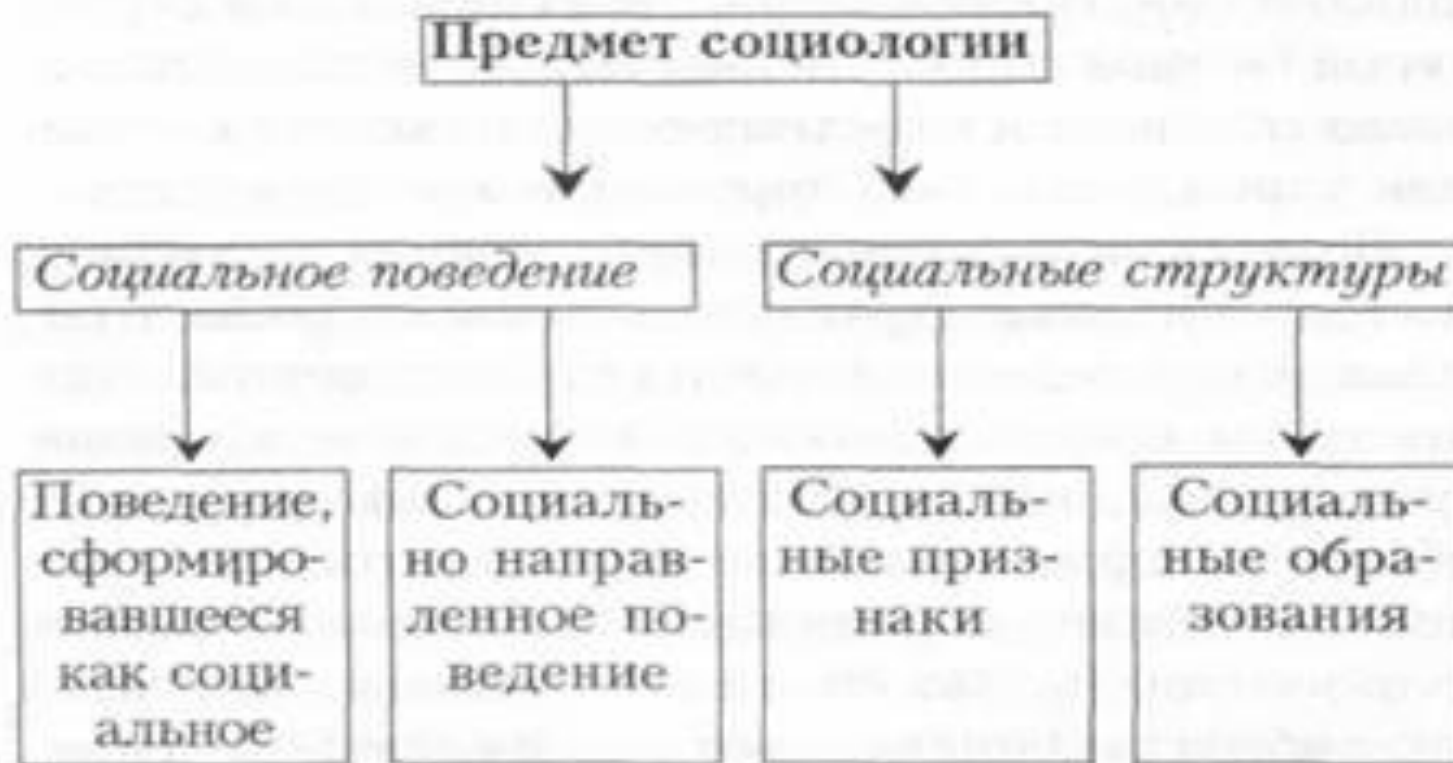 Предмет социологии
Социальное поведение
Социальные структуры
Поведение,
сформиро-
вавшееся
как соци-
альное
Социаль-
но направ-
ленное по-
ведение
Социаль-
ные приз-
наки
Социаль-
ные обра-
зования